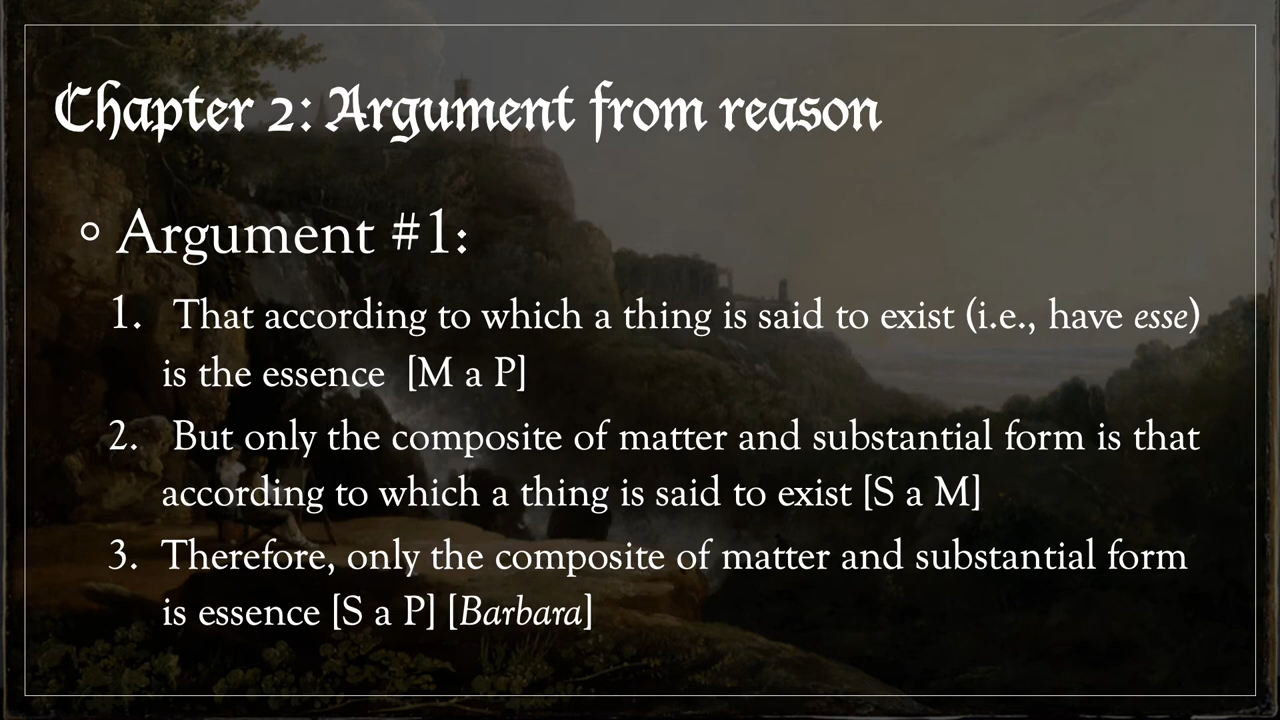 Chapter 2: Argument from reason
Argument #1:
1. That according to which a thing is said to exist (i.e., have esse)
is the essence [M a P]
2. But only the composite of matter and substantial form is that
according to which a thing is said to exist [S a M]
3. Therefore, only the composite of matter and substantial form
is essence [S a P] [Barbara]